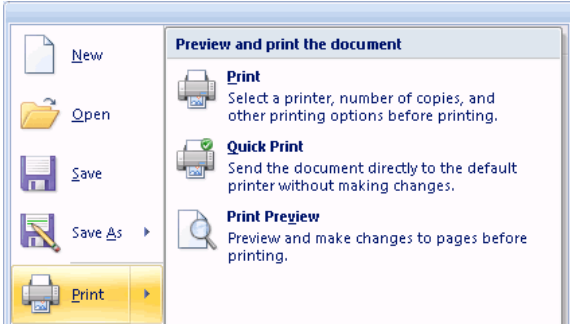 New
Open
Save
Save As
Print
Preview and print the document
Print
Select a printer, number of copies, and
other printing options before printing.
Quick Print
Send the document directly to the default
printer without making changes.
Print Preview
Preview and make changes to pages before
printing.